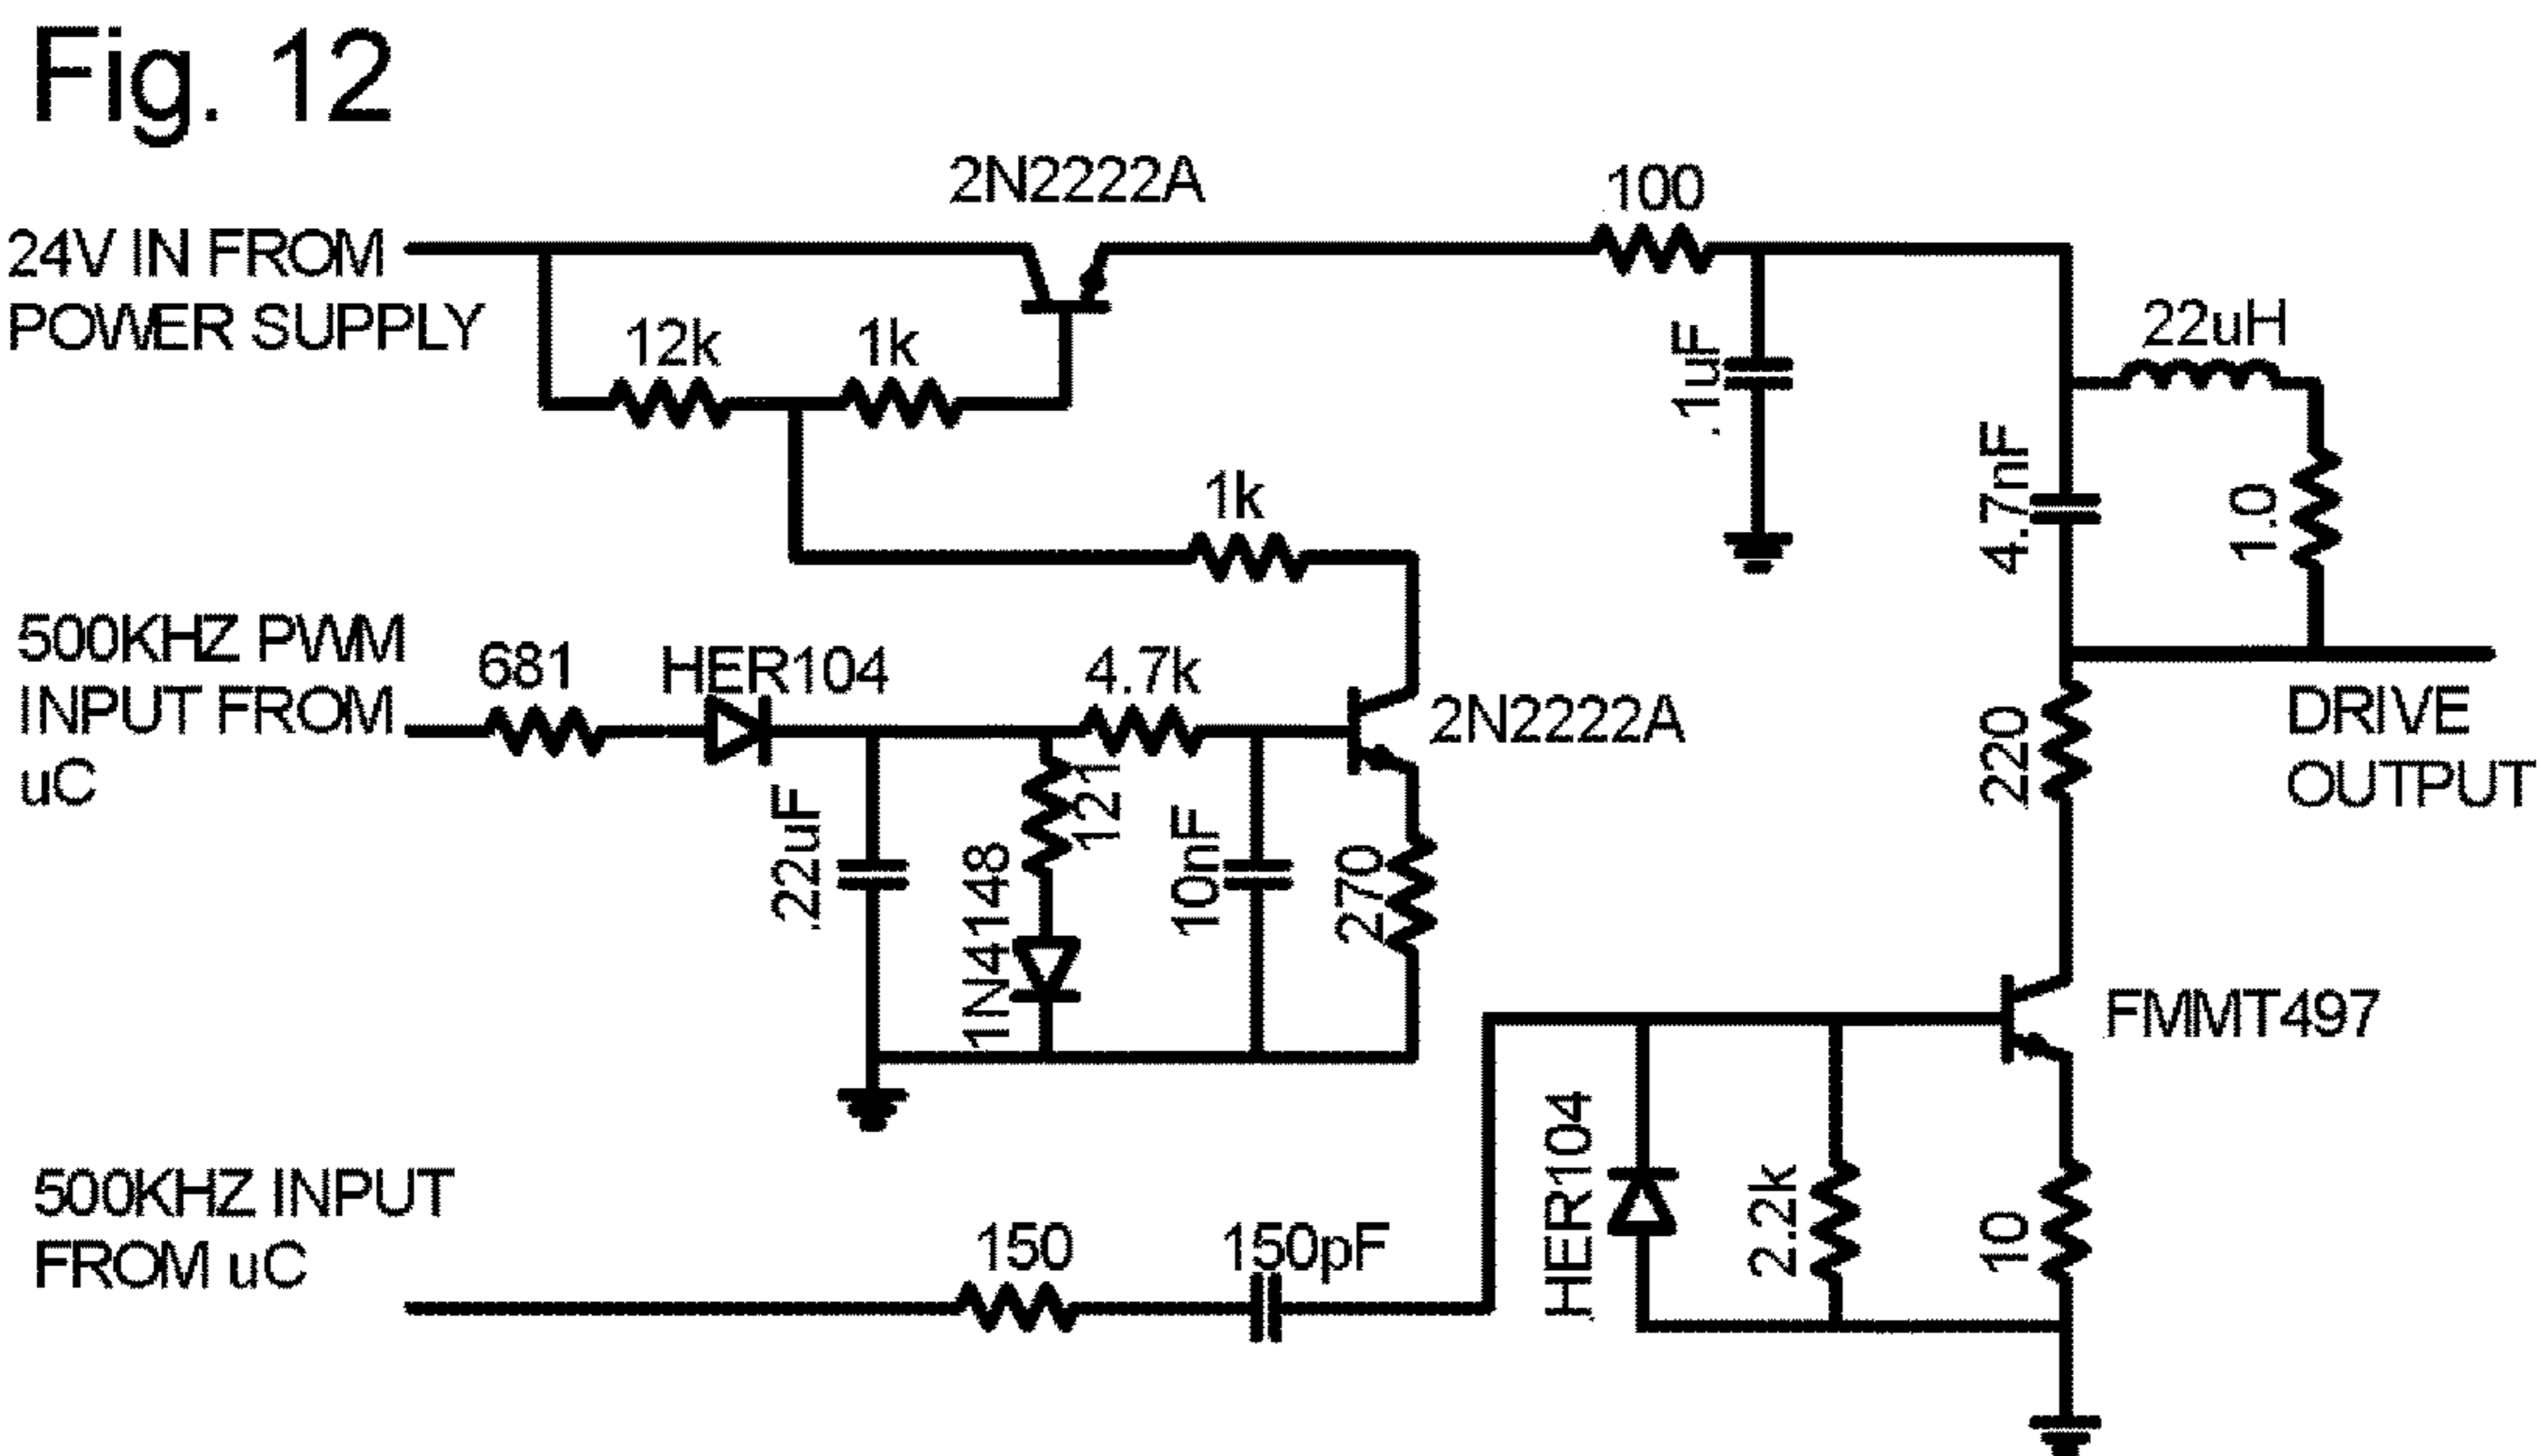 Fig. 12
2N2222A
100
24V IN FROM
POWER SUPPLY
12k
1k
.1uF
22uH
4.7nF
1.0
1k
500KHZ PWM
INPUT FROM
uC
681
HER104
4.7k
2N2222A
.22uF
121
1N4148
10nF
270
220
DRIVE
OUTPUT
FMMT497
500KHZ INPUT
FROM uC
150
150pF
HER104
2.2k
10